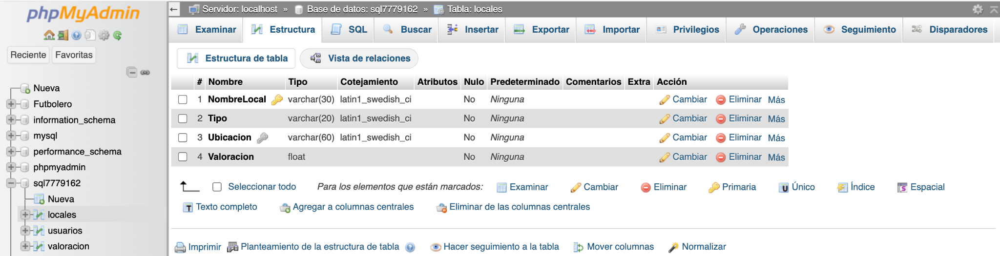 phpMyAdmin
Reciente Favoritas
Nueva
Futbolero
information_schema
mysql
performance_schema
phpmyadmin
sql7779162
Nueva
locales
usuarios
valoracion
Servidor: localhost » Base de datos: sql7779162 » Tabla: locales
Examinar Estructura SQL Buscar Insertar Exportar Importar Privilegios Operaciones Seguimiento Disparadores
Estructura de tabla Vista de relaciones
# Nombre Tipo Cotejamiento Atributos Nulo Predeterminado Comentarios Extra Acción
1 NombreLocal varchar(30) latin1_swedish_ci No Ninguna Cambiar Eliminar Más
2 Tipo varchar(20) latin1_swedish_ci No Ninguna Cambiar Eliminar Más
3 Ubicacion varchar(60) latin1_swedish_ci No Ninguna Cambiar Eliminar Más
4 Valoracion float No Ninguna Cambiar Eliminar Más
Seleccionar todo Para los elementos que están marcados: Examinar Cambiar Eliminar Primaria Único Índice Espacial
Texto completo Agregar a columnas centrales Eliminar de las columnas centrales
Imprimir Planteamiento de la estructura de tabla Hacer seguimiento a la tabla Mover columnas Normalizar